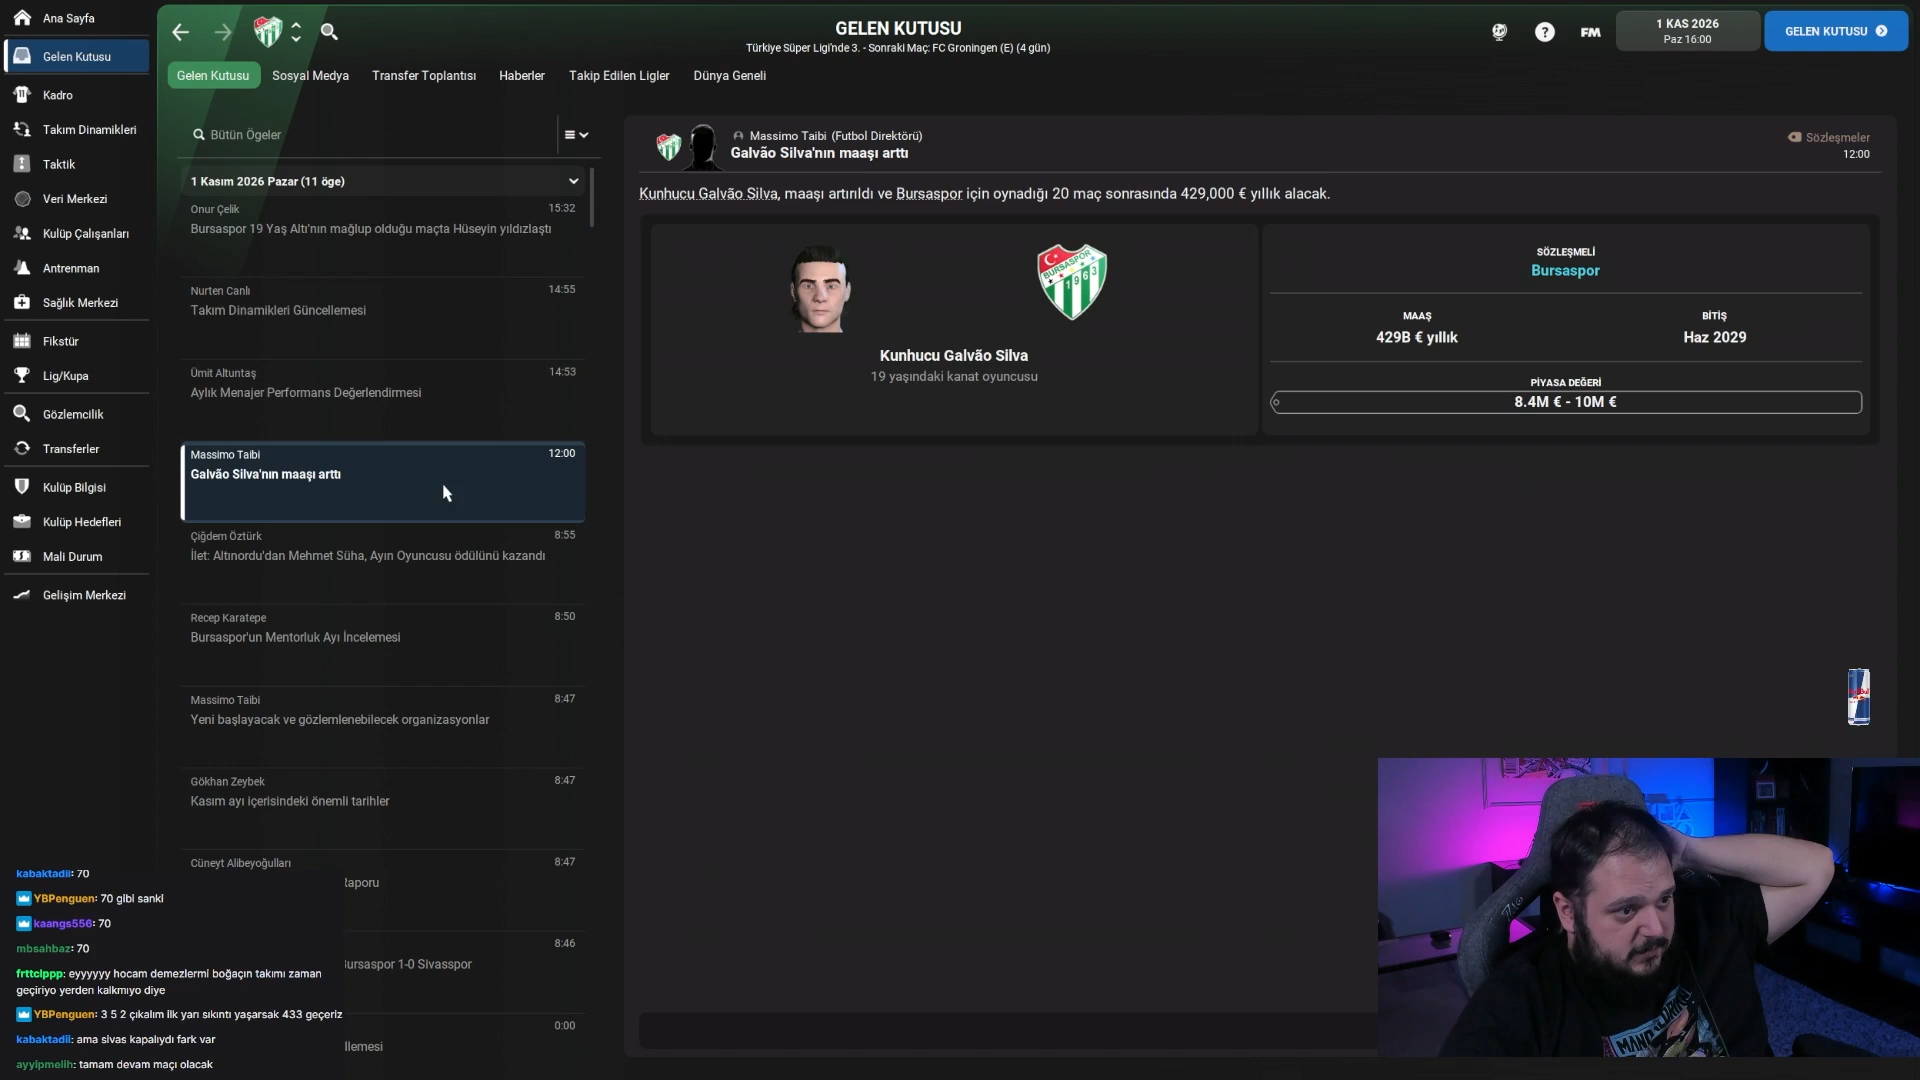 Ana Sayfa
Gelen Kutusu
Kadro
Takım Dinamikleri
Taktik
Veri Merkezi
Kulüp Çalışanları
Antrenman
Sağlık Merkezi
Fikstür
Lig/Kupa
Gözlemcilik
Transferler
Kulüp Bilgisi
Kulüp Hedefleri
Mali Durum
Gelişim Merkezi
GELEN KUTUSU
Türkiye Süper Ligi'nde 3. - Sonraki Maç: FC Groningen (E) (4 gün)
FM
1 KAS 2026
Paz 16:00
GELEN KUTUSU
Gelen Kutusu Sosyal Medya Transfer Toplantısı Haberler Takip Edilen Ligler Dünya Geneli
Bütün Ögeler
1 Kasım 2026 Pazar (11 öge)
Onur Çelik 15:32
Bursaspor 19 Yaş Altı'nın mağlup olduğu maçta Hüseyin yıldızlaştı
Nurten Canlı 14:55
Takım Dinamikleri Güncellemesi
Ümit Altuntaş 14:53
Aylık Menajer Performans Değerlendirmesi
Massimo Taibi 12:00
Galvão Silva'nın maaşı arttı
Çiğdem Öztürk 8:55
İlet: Altınordu'dan Mehmet Süha, Ayın Oyuncusu ödülünü kazandı
Recep Karatepe 8:50
Bursaspor'un Mentorluk Ayı İncelemesi
Massimo Taibi 8:47
Yeni başlayacak ve gözlemlenebilecek organizasyonlar
Gökhan Zeybek 8:47
Kasım ayı içerisindeki önemli tarihler
Cüneyt Alibeyoğulları 8:47
Raporu
8:46
Bursaspor 1-0 Sivasspor
0:00
llemesi
Massimo Taibi (Futbol Direktörü)
Galvão Silva'nın maaşı arttı
Sözleşmeler
12:00
Kunhucu Galvão Silva, maaşı artırıldı ve Bursaspor için oynadığı 20 maç sonrasında 429,000 € yıllık alacak.
BURSASPOR
1963
Kunhucu Galvão Silva
19 yaşındaki kanat oyuncusu
SÖZLEŞMELİ
Bursaspor
MAAŞ
429B € yıllık
BİTİŞ
Haz 2029
PİYASA DEĞERİ
8.4M € - 10M €
kabaktadii: 70
YBPenguen: 70 gibi sanki
kaangs556: 70
mbsahbaz: 70
frttclppp: eyyyyyy hocam demezlermi boğaçın takımı zaman
geçiriyo yerden kalkmıyo diye
YBPenguen: 3 5 2 çıkalım ilk yarı sıkıntı yaşarsak 433 geçeriz
kabaktadii: ama sivas kapalıydı fark var
ayyipmelih: tamam devam maçı olacak